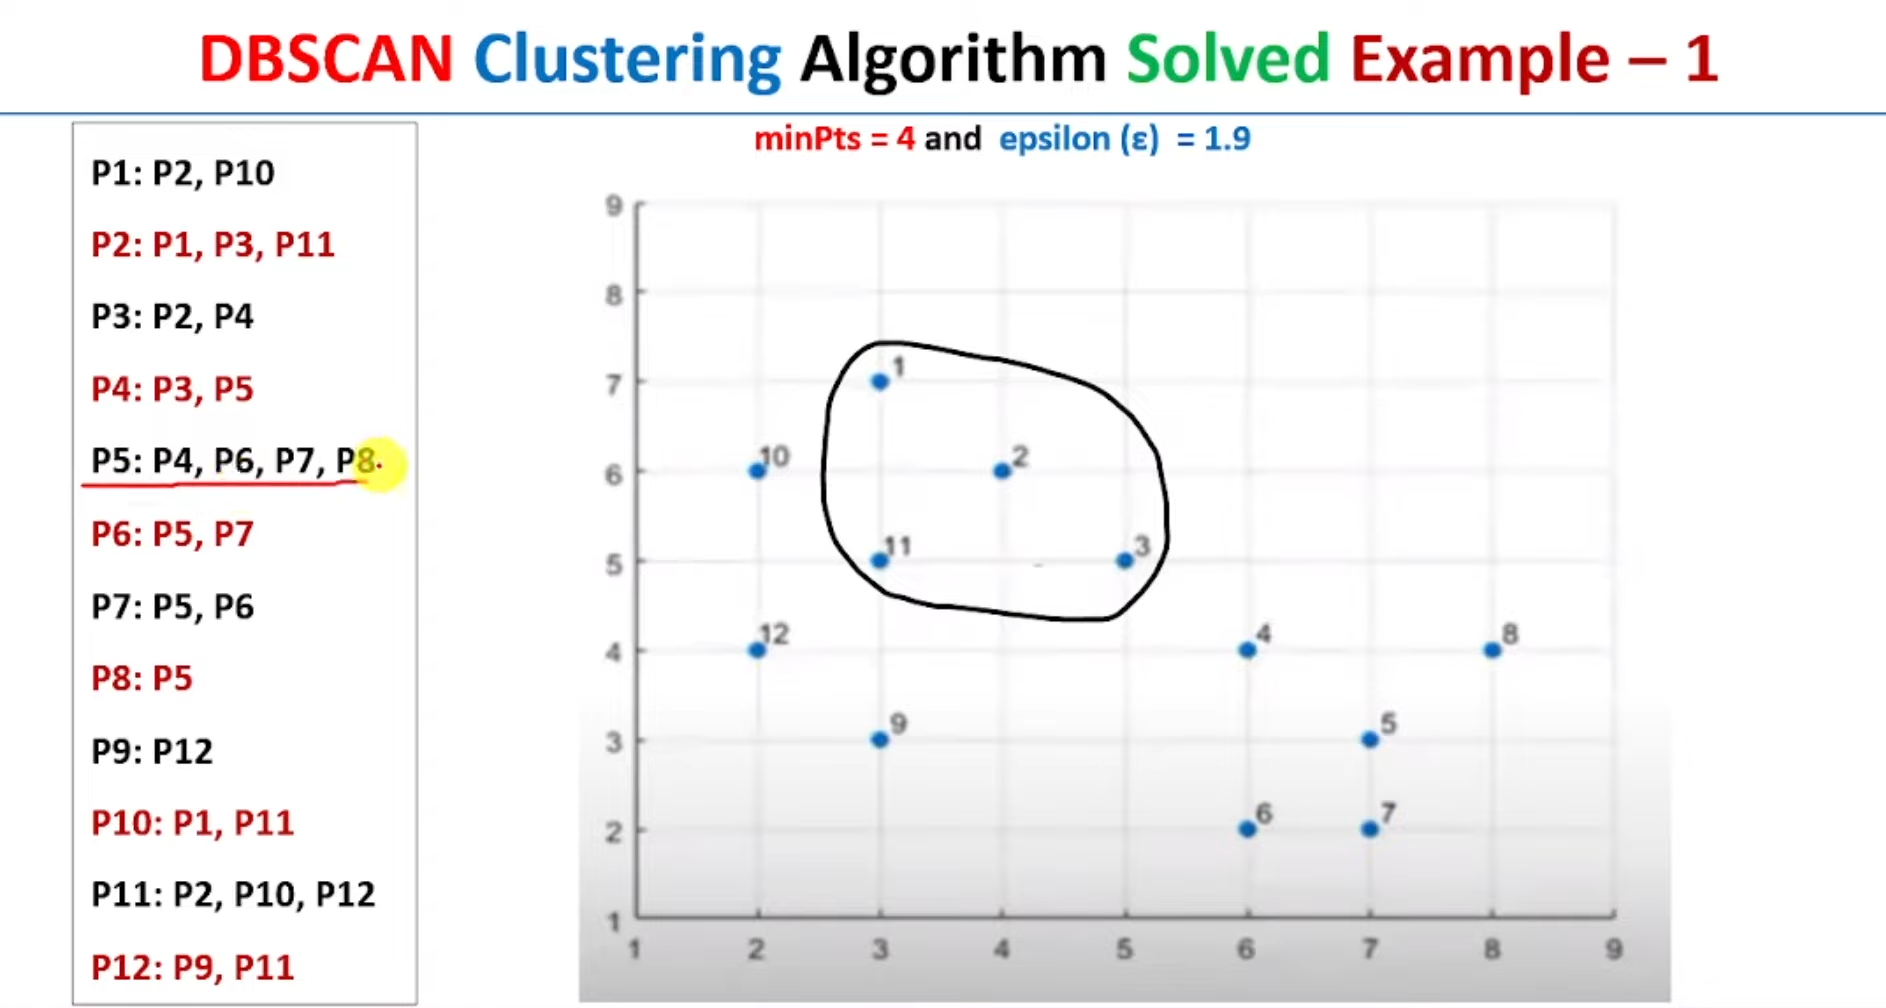 DBSCAN Clustering Algorithm Solved Example – 1
minPts = 4 and epsilon (ε) = 1.9
P1: P2, P10
P2: P1, P3, P11
P3: P2, P4
P4: P3, P5
P5: P4, P6, P7, P8
P6: P5, P7
P7: P5, P6
P8: P5
P9: P12
P10: P1, P11
P11: P2, P10, P12
P12: P9, P11
9
8
7
6
5
4
3
2
1
1
10
2
11
3
12
4
8
9
5
6
7
1 2 3 4 5 6 7 8 9